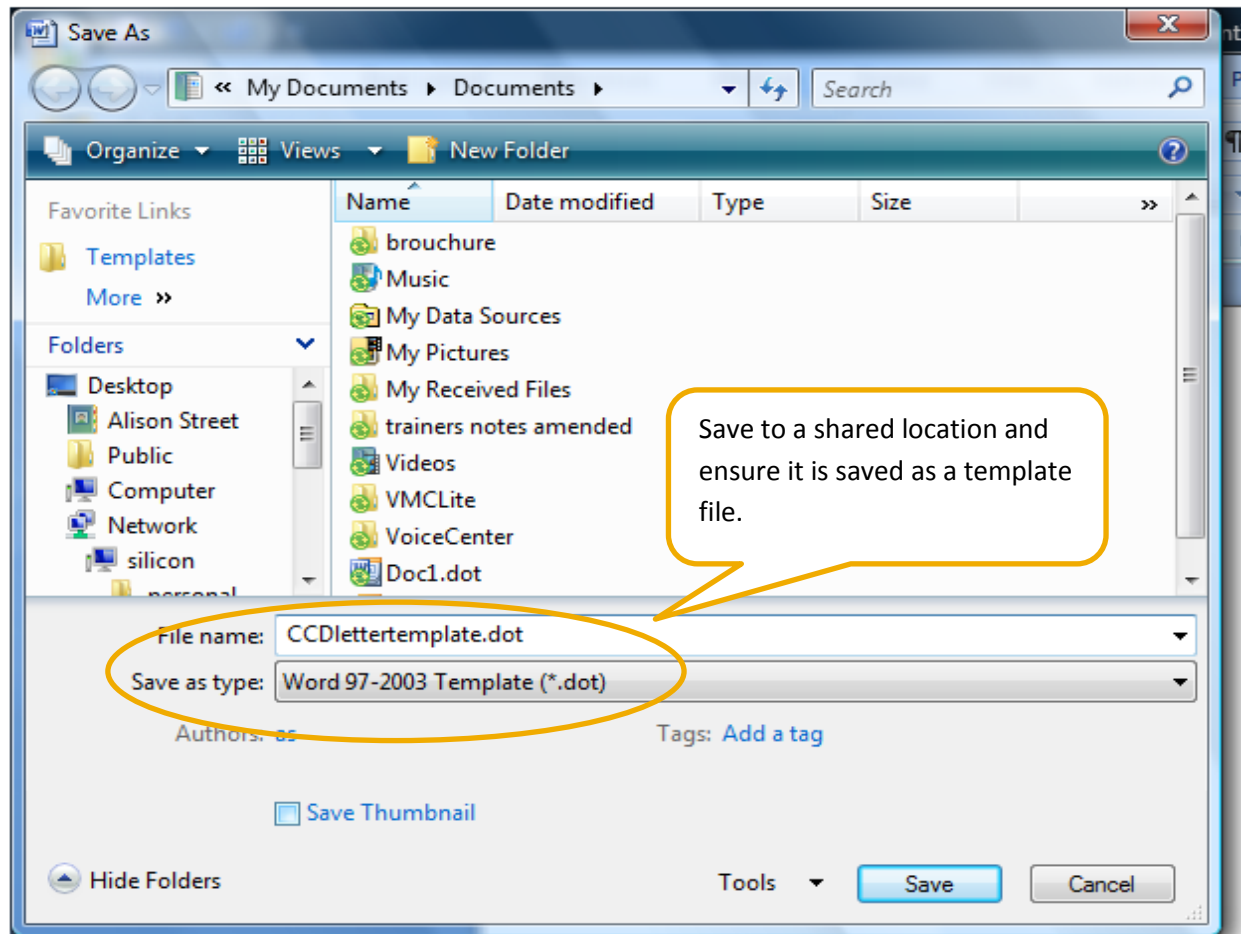 Save As
nt
« My Documents ▸ Documents ▸
Search
P
Organize
Views
New Folder
?
¶
Favorite Links
Templates
More »
Name
Date modified
Type
Size
»
brouchure
Music
My Data Sources
My Pictures
My Received Files
trainers notes amended
Videos
VMCLite
VoiceCenter
Doc1.dot
Folders
Desktop
Alison Street
Public
Computer
Network
silicon
personal
Save to a shared location and
ensure it is saved as a template
file.
File name: CCDlettertemplate.dot
Save as type: Word 97-2003 Template (*.dot)
Authors: as
Tags: Add a tag
Save Thumbnail
Hide Folders
Tools
Save
Cancel